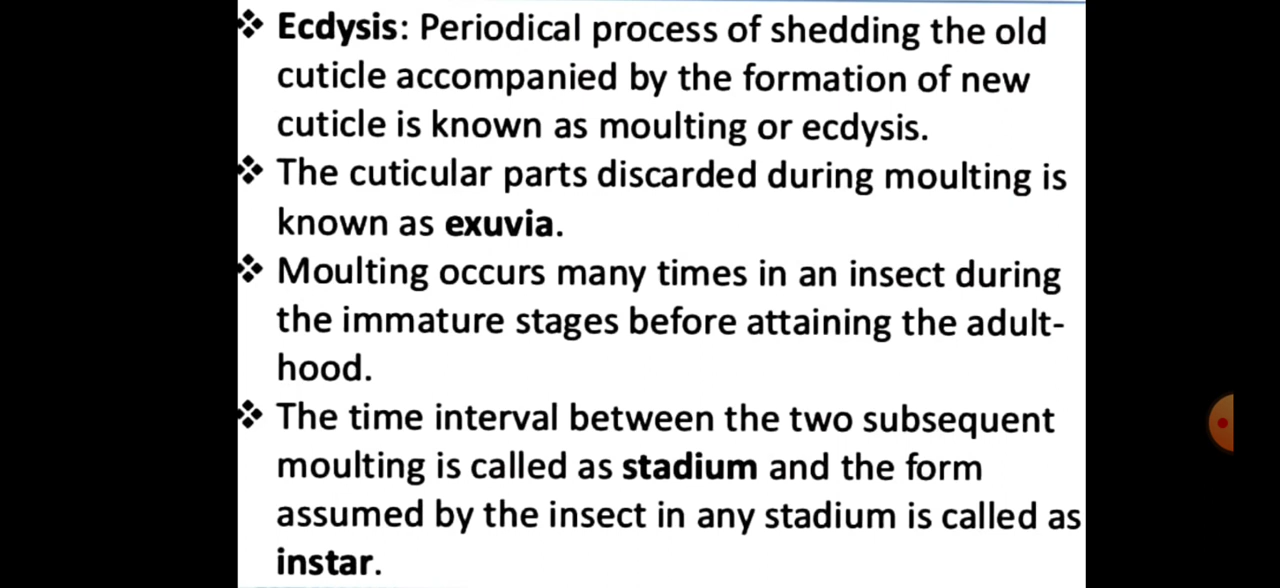 ❖ Ecdysis: Periodical process of shedding the old
cuticle accompanied by the formation of new
cuticle is known as moulting or ecdysis.
❖ The cuticular parts discarded during moulting is
known as exuvia.
❖ Moulting occurs many times in an insect during
the immature stages before attaining the adult-
hood.
❖ The time interval between the two subsequent
moulting is called as stadium and the form
assumed by the insect in any stadium is called as
instar.